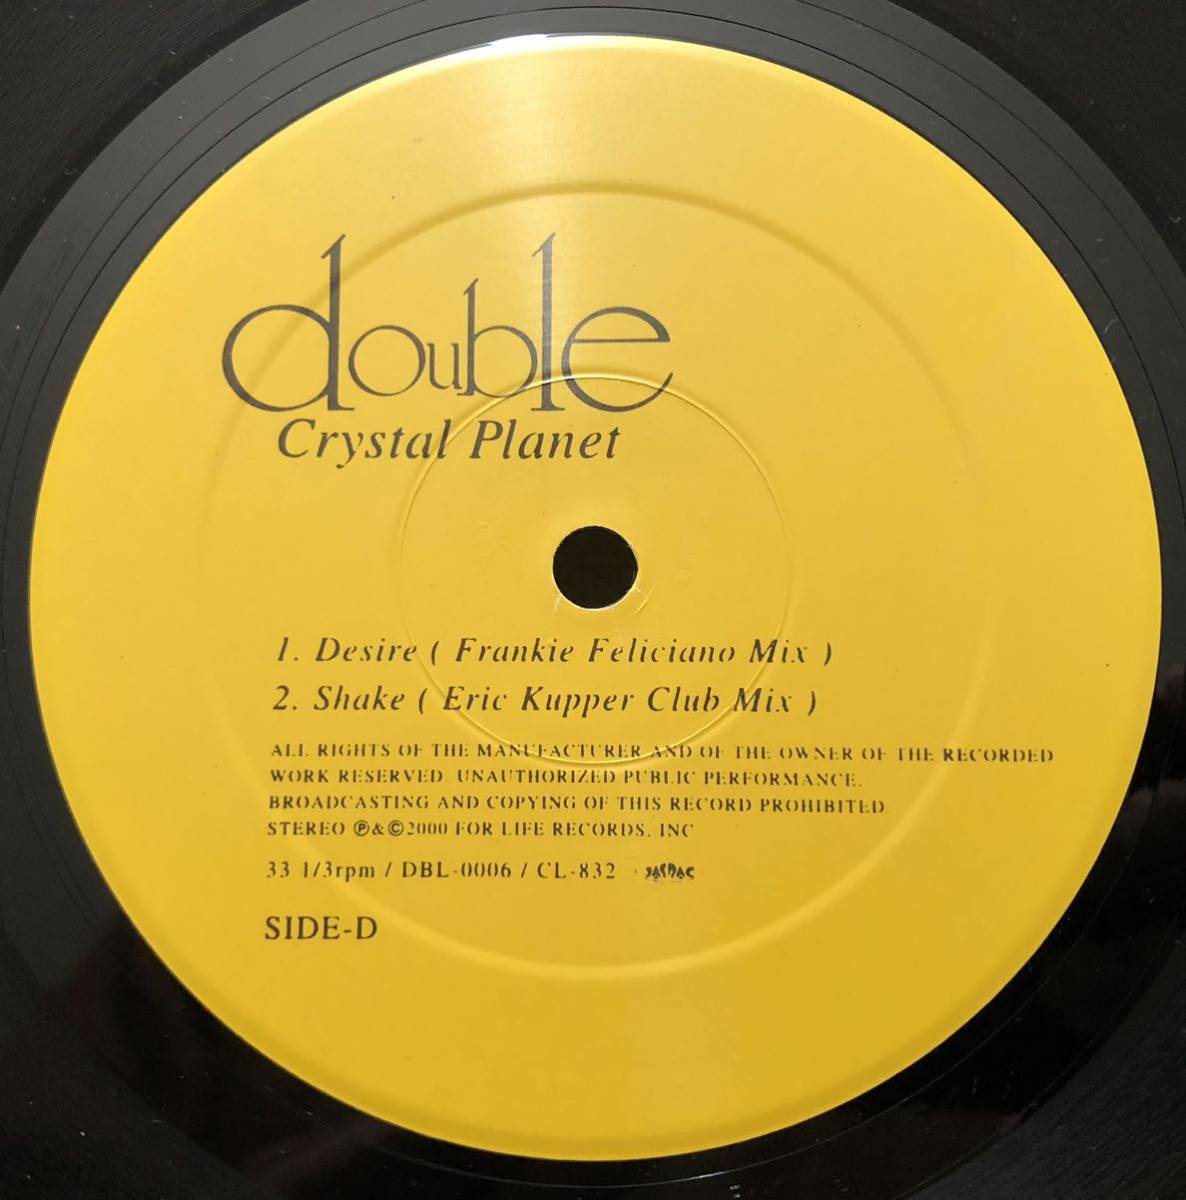 double
Crystal Planet
1. Desire ( Frankie Feliciano Mix )
2. Shake ( Eric Kupper Club Mix )
ALL RIGHTS OF THE MANUFACTURER AND OF THE OWNER OF THE RECORDED
WORK RESERVED. UNAUTHORIZED PUBLIC PERFORMANCE.
BROADCASTING AND COPYING OF THIS RECORD PROHIBITED.
STEREO Ⓟ&©2000 FOR LIFE RECORDS, INC
33 1/3rpm / DBL-0006 / CL-832 JASRAC
SIDE-D